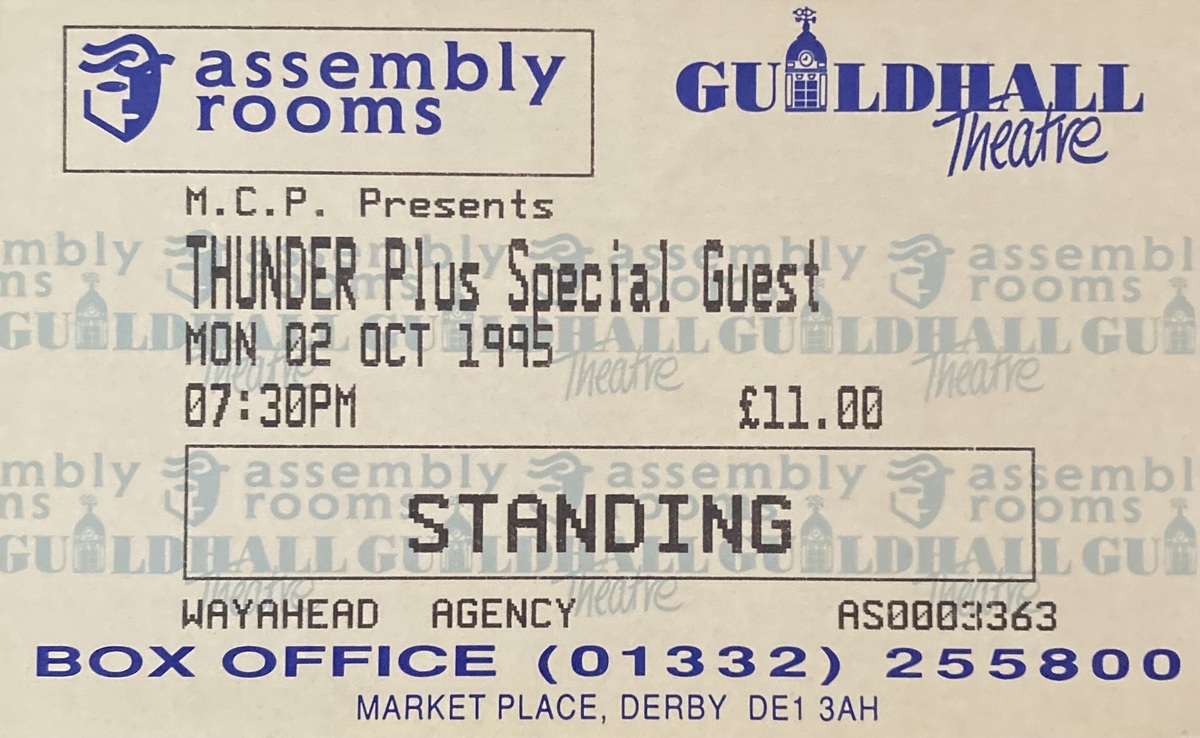 assembly
rooms
GUILDHALL
Theatre
M.C.P. Presents
THUNDER Plus Special Guest
MON 02 OCT 1995
07:30PM £11.00
STANDING
WAYAHEAD AGENCY AS0003363
BOX OFFICE (01332) 255800
MARKET PLACE, DERBY DE1 3AH